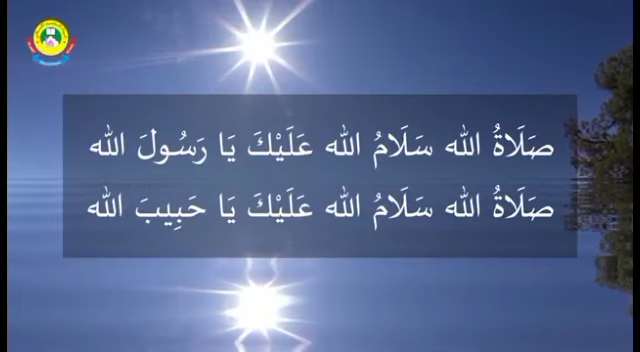 صَلَاةُ الله سَلَامُ الله عَلَيْكَ يَا رَسُولَ الله
صَلَاةُ الله سَلَامُ الله عَلَيْكَ يَا حَبِيبَ الله